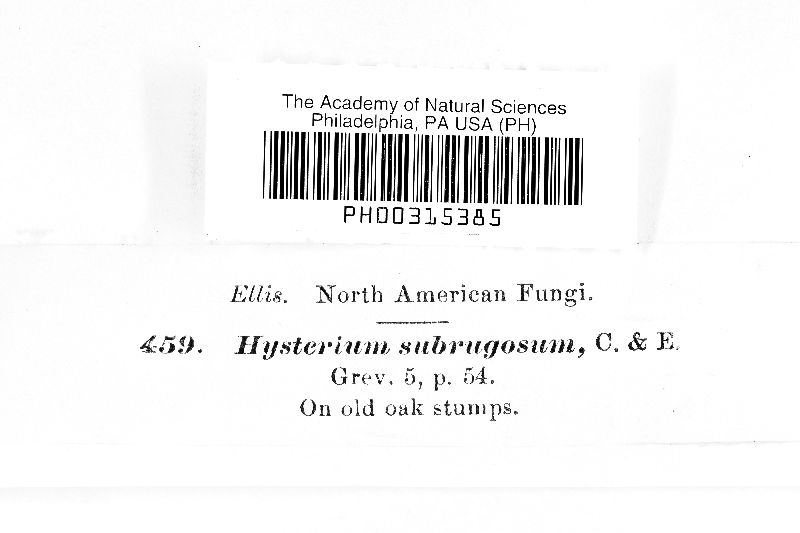 The Academy of Natural Sciences
Philadelphia, PA USA (PH)
PH00315385
Ellis. North American Fungi.
459. Hysterium subrugosum, C. & E.
Grev. 5, p. 54.
On old oak stumps.